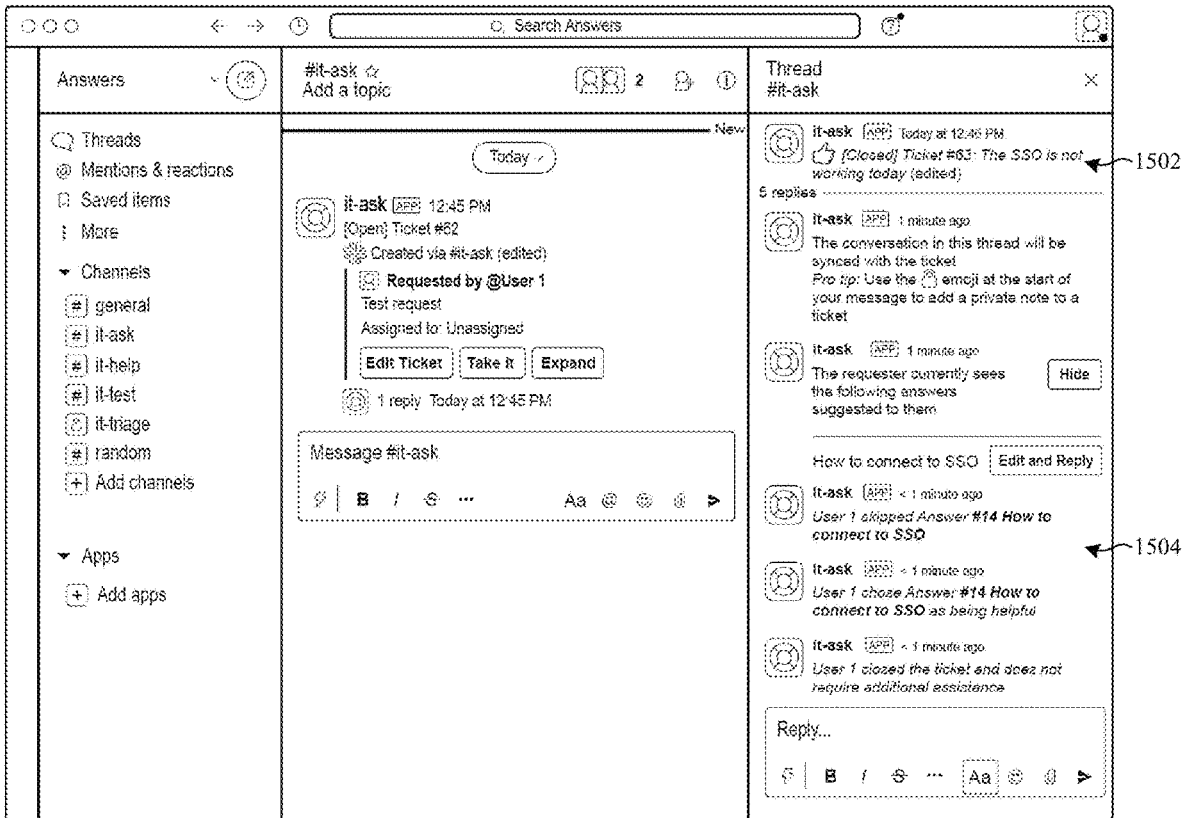 Search Answers
Answers
Threads
@ Mentions & reactions
Saved items
More
Channels
# general
# it-ask
# it-help
# it-test
it-triage
# random
+ Add channels
Apps
+ Add apps
#it-ask
Add a topic
2
New
Today
it-ask APP 12:45 PM
[Open] Ticket #62
Created via #it-ask (edited)
Requested by @User 1
Test request
Assigned to: Unassigned
Edit Ticket Take it Expand
1 reply Today at 12:45 PM
Message #it-ask
B I S ... Aa @
Thread
#it-ask
it-ask APP Today at 12:46 PM
[Closed] Ticket #63: The SSO is not
working today (edited)
1502
5 replies
it-ask APP 1 minute ago
The conversation in this thread will be
synced with the ticket
Pro tip: Use the emoji at the start of
your message to add a private note to a
ticket
it-ask APP 1 minute ago
The requester currently sees
the following answers
suggested to them
Hide
How to connect to SSO Edit and Reply
it-ask APP < 1 minute ago
User 1 skipped Answer #14 How to
connect to SSO
1504
it-ask APP < 1 minute ago
User 1 chose Answer #14 How to
connect to SSO as being helpful
it-ask APP < 1 minute ago
User 1 closed the ticket and does not
require additional assistance
Reply...
B I S ... Aa